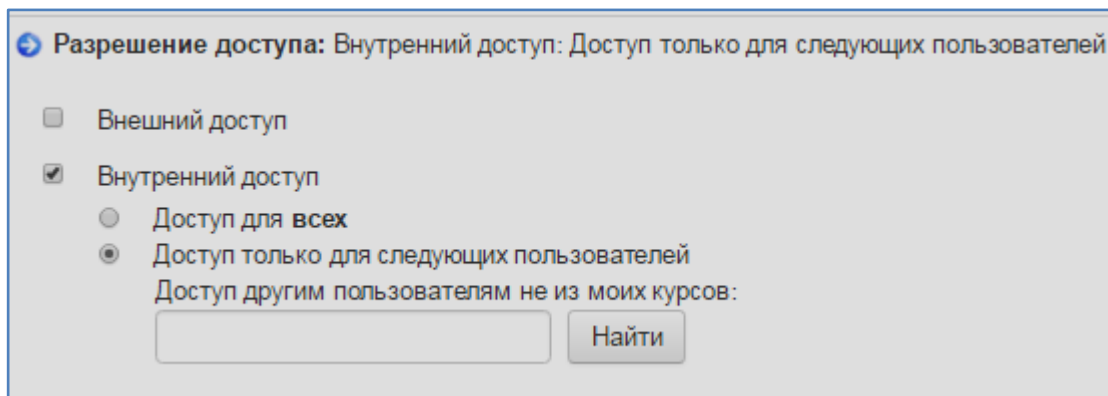 Разрешение доступа: Внутренний доступ: Доступ только для следующих пользователей
Внешний доступ
Внутренний доступ
Доступ для всех
Доступ только для следующих пользователей
Доступ другим пользователям не из моих курсов:
Найти